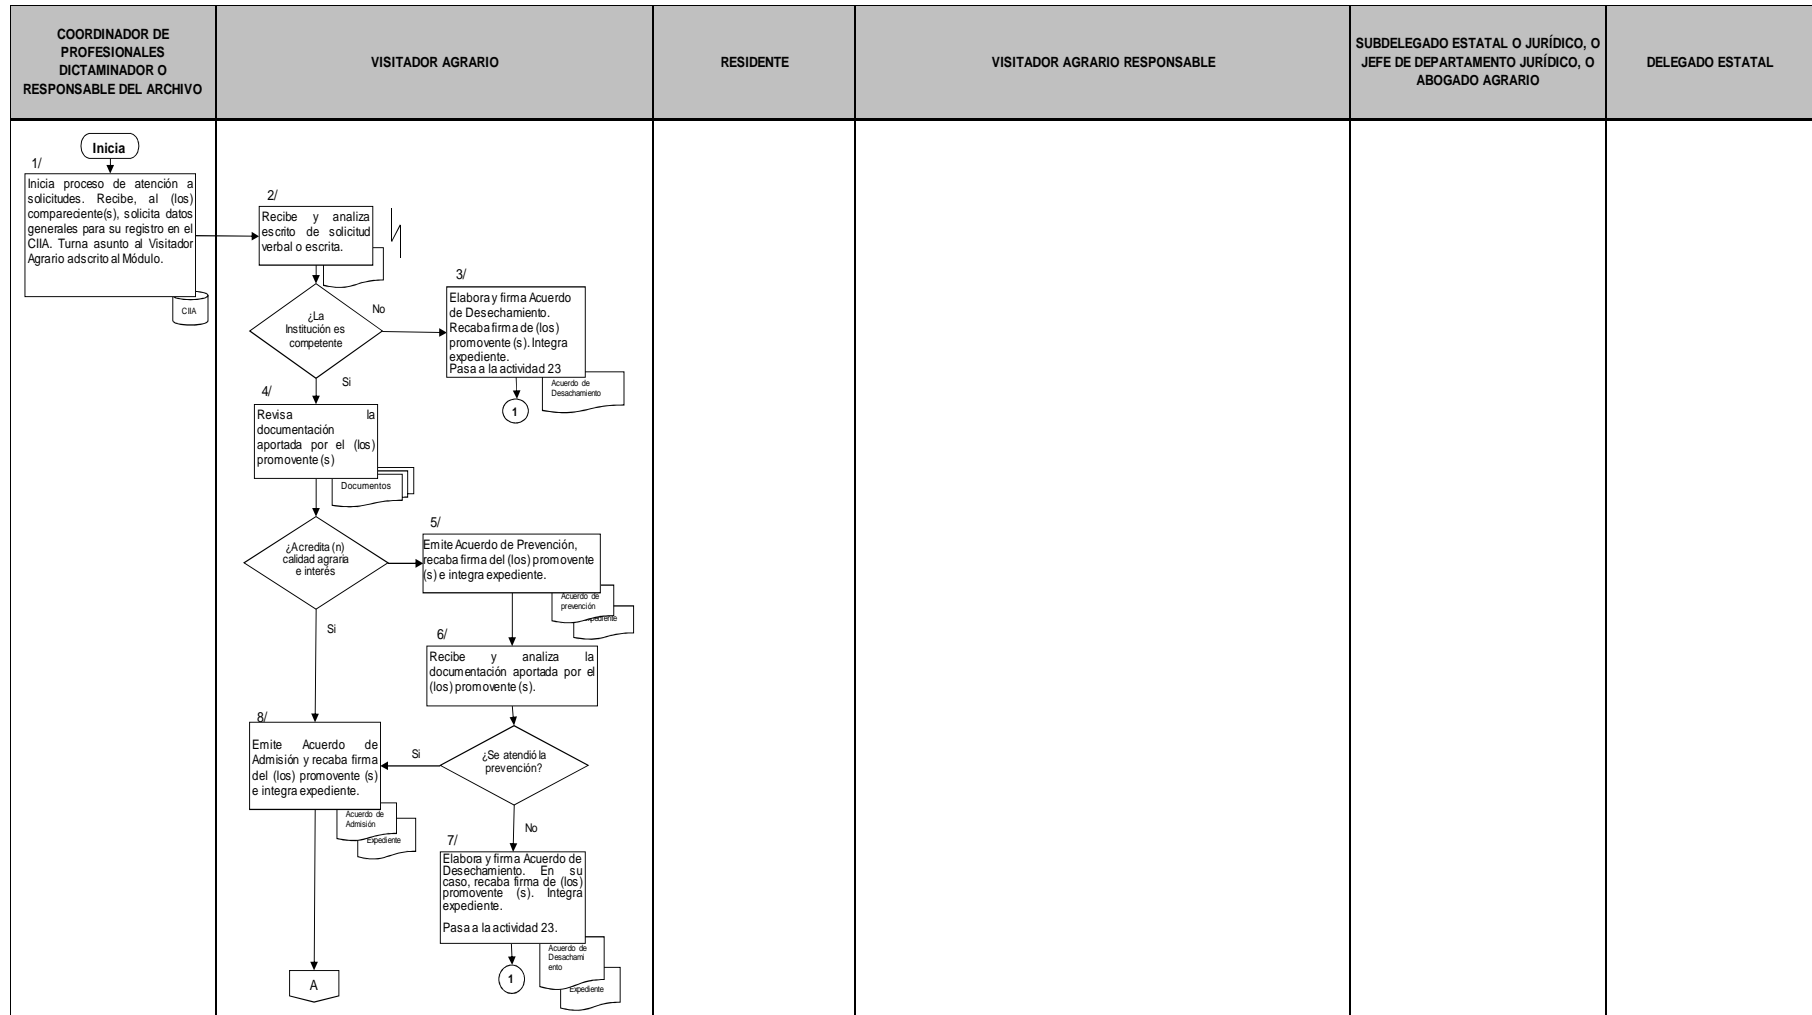 COORDINADOR DE
PROFESIONALES
DICTAMINADOR O
RESPONSABLE DEL ARCHIVO
VISITADOR AGRARIO
RESIDENTE
VISITADOR AGRARIO RESPONSABLE
SUBDELEGADO ESTATAL O JURÍDICO, O
JEFE DE DEPARTAMENTO JURÍDICO, O
ABOGADO AGRARIO
DELEGADO ESTATAL
Inicia
1/
Inicia proceso de atención a
solicitudes. Recibe, al (los)
compareciente(s), solicita datos
generales para su registro en el
CIIA. Turna asunto al Visitador
Agrario adscrito al Módulo.
CIIA
2/
Recibe y analiza
escrito de solicitud
verbal o escrita.
¿La
Institución es
competente
No
3/
Elabora y firma Acuerdo
de Desechamiento.
Recaba firma de (los)
promovente (s). Integra
expediente.
Pasa a la actividad 23
Acuerdo de
Desachamiento
1
Si
4/
Revisa la
documentación
aportada por el (los)
promovente (s)
Documentos
¿Acredita (n)
calidad agraria
e interés
5/
Emite Acuerdo de Prevención,
recaba firma del (los) promovente
(s) e integra expediente.
Acuerdo de
prevención
Si
6/
Recibe y analiza la
documentación aportada por el
(los) promovente (s).
¿Se atendió la
prevención?
Si
8/
Emite Acuerdo de
Admisión y recaba firma
del (los) promovente (s)
e integra expediente.
Acuerdo de
Admisión
Expediente
No
7/
Elabora y firma Acuerdo de
Desechamiento. En su
caso, recaba firma de (los)
promovente (s). Integra
expediente.
Pasa a la actividad 23.
Acuerdo de
Desachami
ento
Expediente
1
A